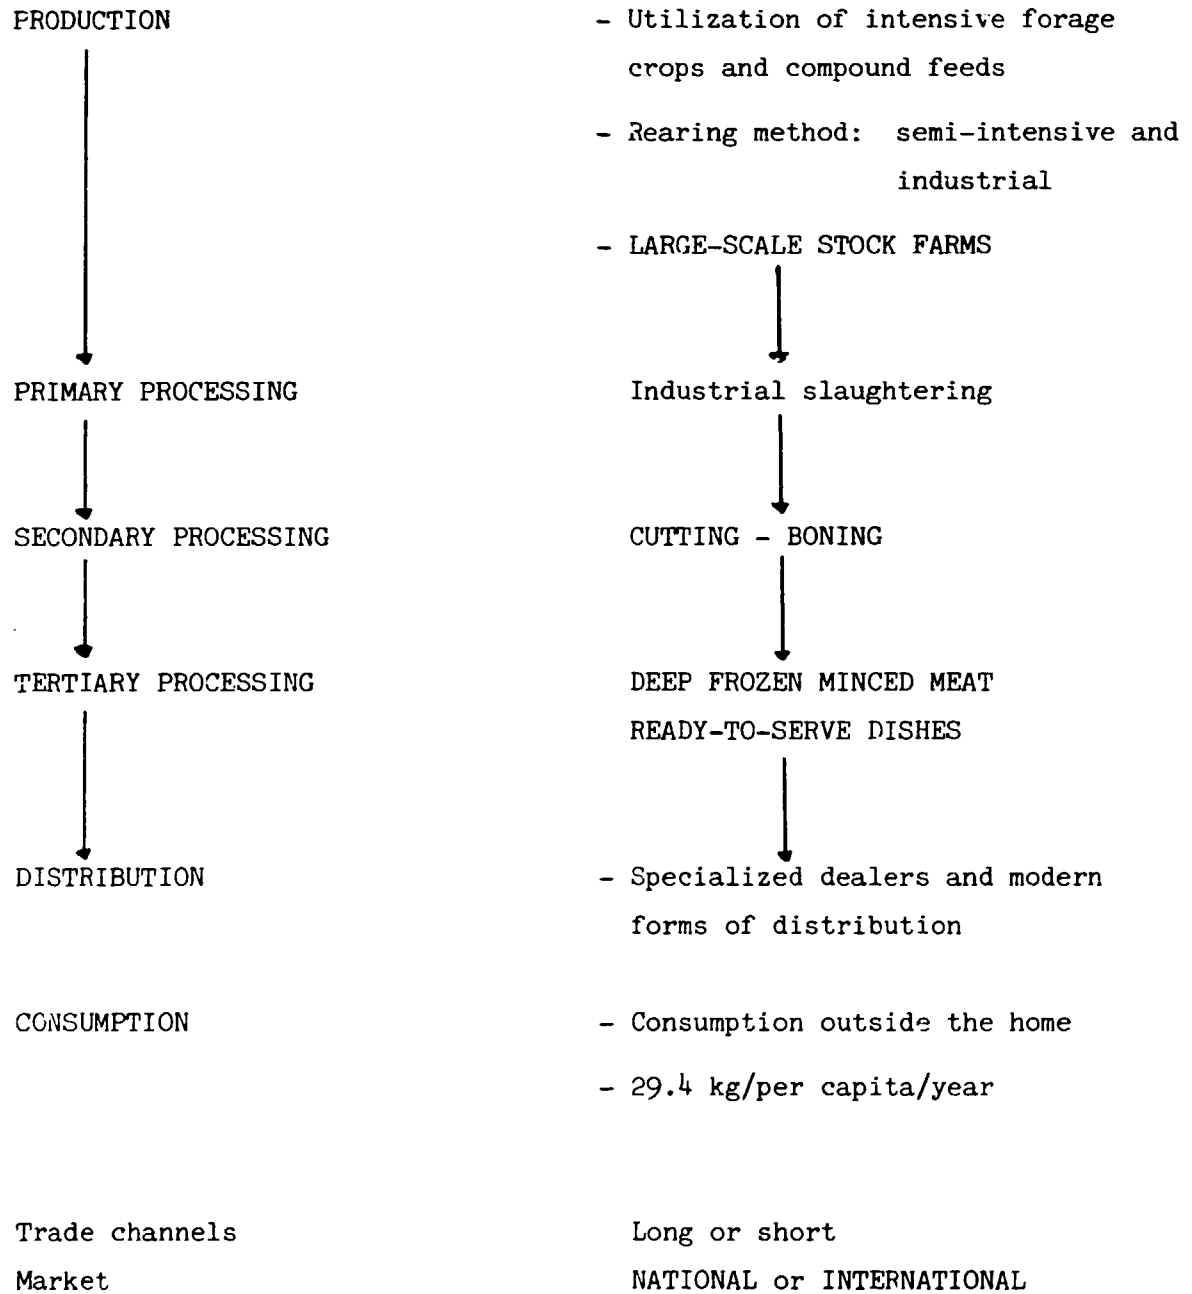 PRODUCTION – Utilization of intensive forage
crops and compound feeds
– Rearing method: semi-intensive and
industrial
– LARGE-SCALE STOCK FARMS
PRIMARY PROCESSING Industrial slaughtering
SECONDARY PROCESSING CUTTING – BONING
TERTIARY PROCESSING DEEP FROZEN MINCED MEAT
READY-TO-SERVE DISHES
DISTRIBUTION – Specialized dealers and modern
forms of distribution
CONSUMPTION – Consumption outside the home
– 29.4 kg/per capita/year
Trade channels Long or short
Market NATIONAL or INTERNATIONAL